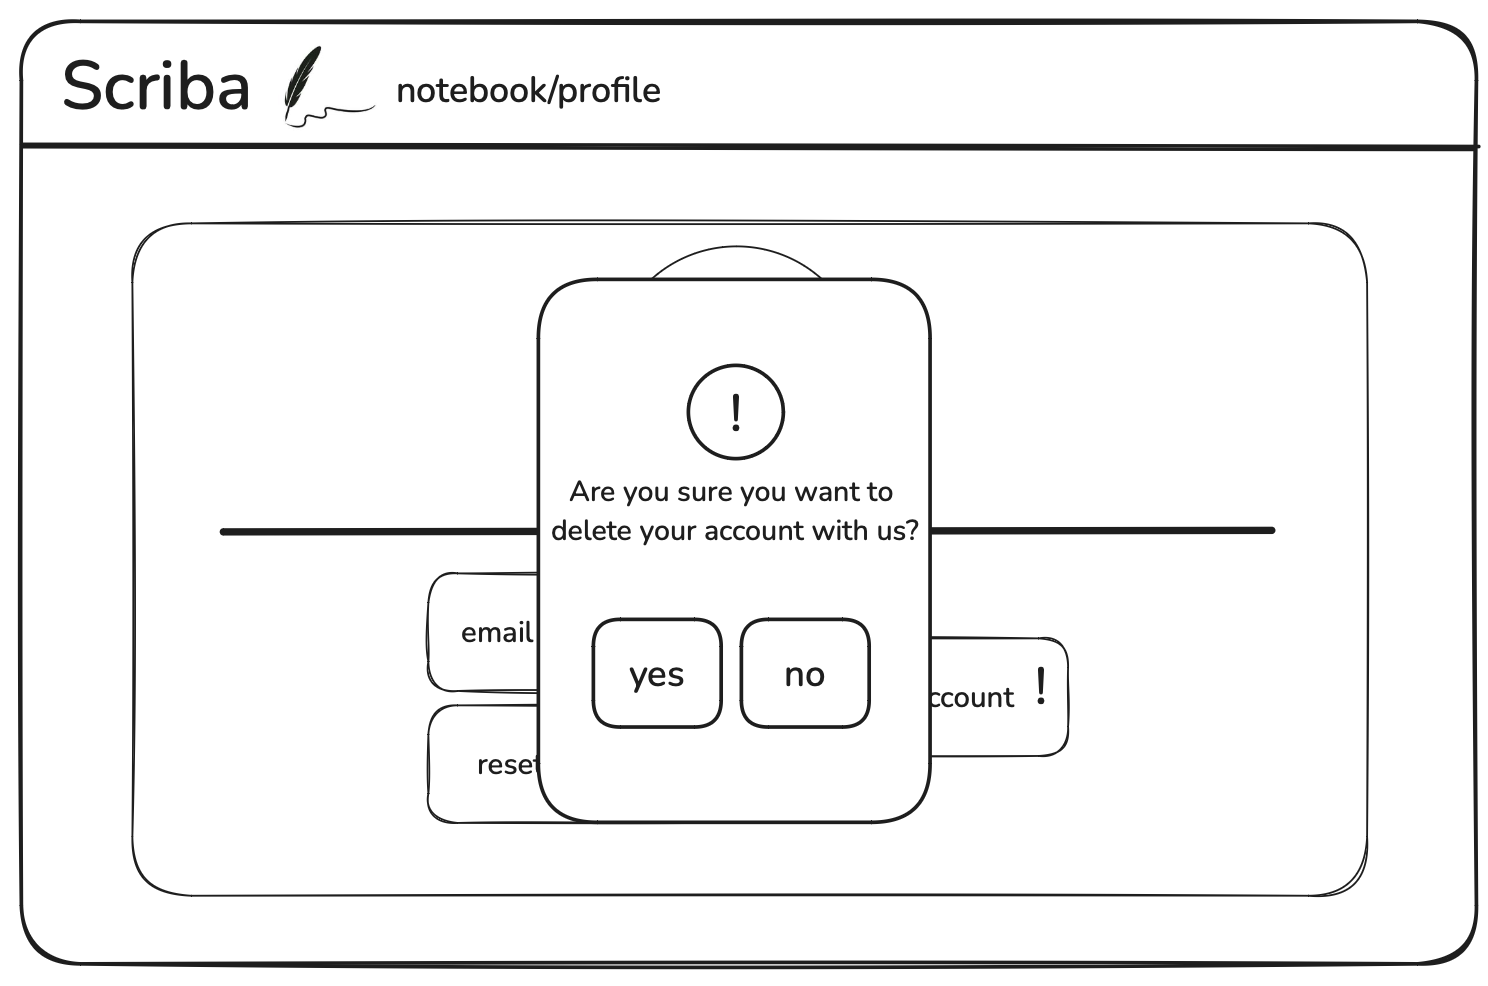 Scriba
notebook/profile
!
Are you sure you want to
delete your account with us?
email
yes
no
ccount !
reset